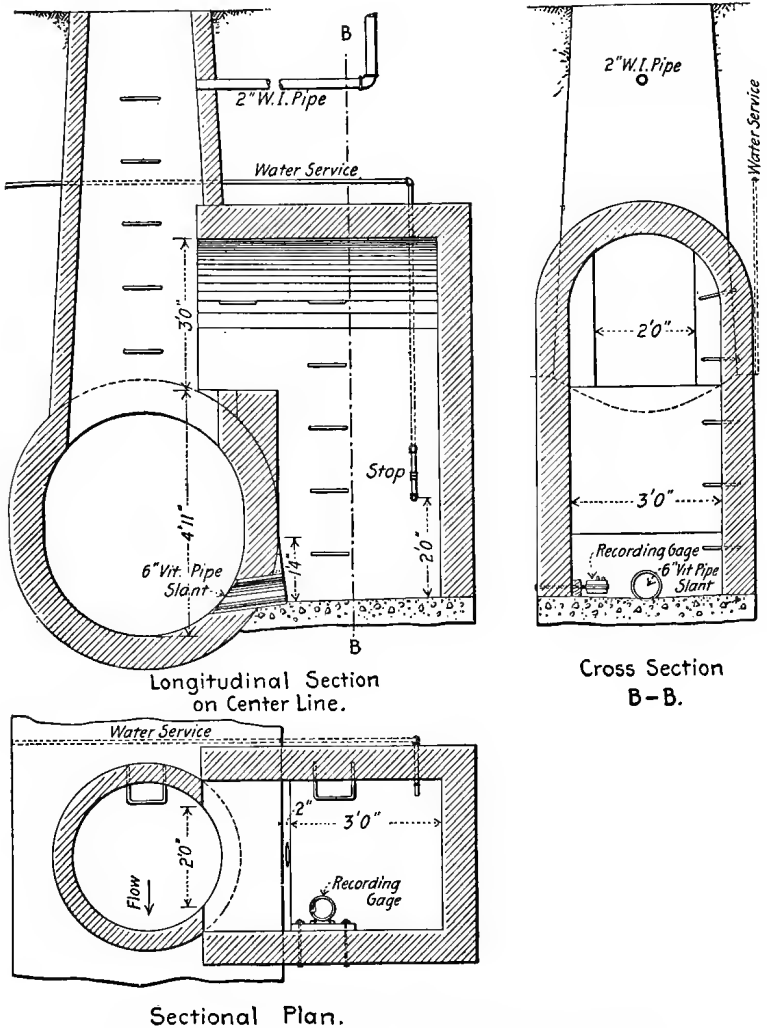 B
2" W.I. Pipe
Water Service
3'0"
Stop
4'11"
14"
2'0"
6" Vit. Pipe
Slant
B
Longitudinal Section
on Center Line.
2" W.I. Pipe
Water Service
2'0"
3'0"
Recording Gage
6" Vit Pipe
Slant
Cross Section
B-B.
Water Service
2'0"
Flow
2"
3'0"
Recording
Gage
Sectional Plan.